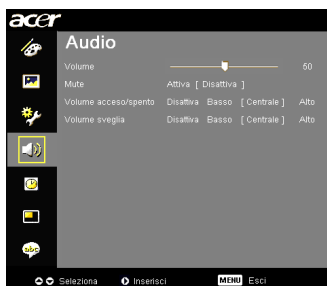 acer
Audio
Volume 50
Mute Attiva [ Disattiva ]
Volume acceso/spento Disattiva Basso [ Centrale ] Alto
Volume sveglia Disattiva Basso [ Centrale ] Alto
abc
Seleziona Inserisci MENU Esci